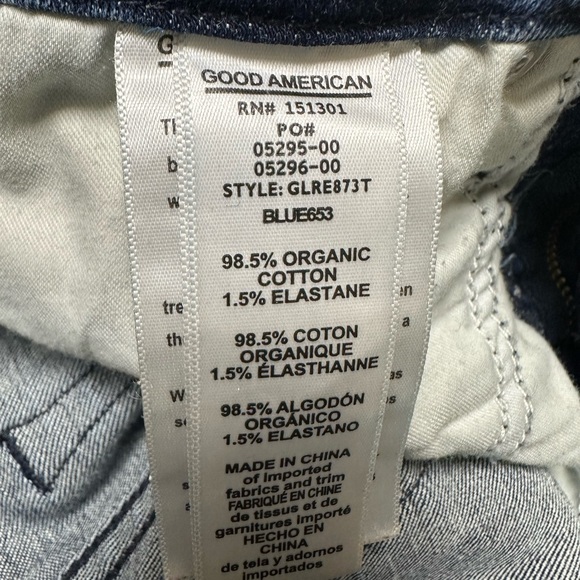 GOOD AMERICAN
RN# 151301
PO#
05295-00
05296-00
STYLE: GLRE873T
BLUE653
98.5% ORGANIC
COTTON
1.5% ELASTANE
98.5% COTON
ORGANIQUE
1.5% ÉLASTHANNE
98.5% ALGODÓN
ORGÁNICO
1.5% ELASTANO
MADE IN CHINA
of imported
fabrics and trim
FABRIQUÉ EN CHINE
de tissus et de
garnitures importé
HECHO EN
CHINA
de tela y adornos
importados